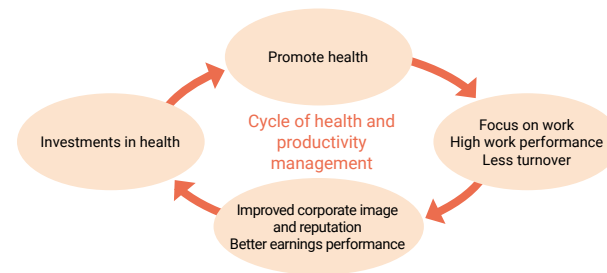 Promote health
Cycle of health and
productivity
management
Investments in health
Focus on work
High work performance
Less turnover
Improved corporate image
and reputation
Better earnings performance